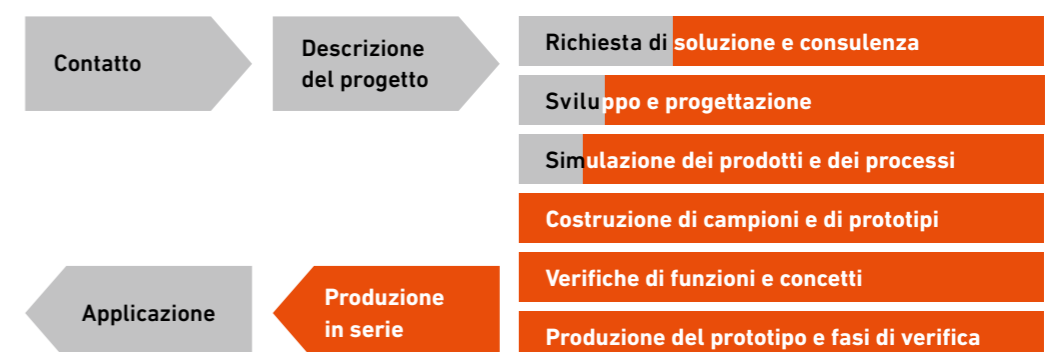 Contatto
Descrizione
del progetto
Richiesta di soluzione e consulenza
Sviluppo e progettazione
Simulazione dei prodotti e dei processi
Costruzione di campioni e di prototipi
Verifiche di funzioni e concetti
Produzione del prototipo e fasi di verifica
Produzione
in serie
Applicazione